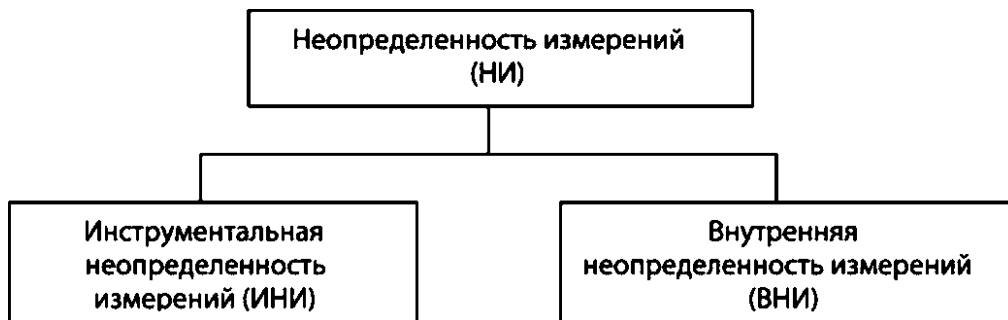 Неопределенность измерений
(НИ)
Инструментальная
неопределенность
измерений (ИНИ)
Внутренняя
неопределенность измерений
(ВНИ)